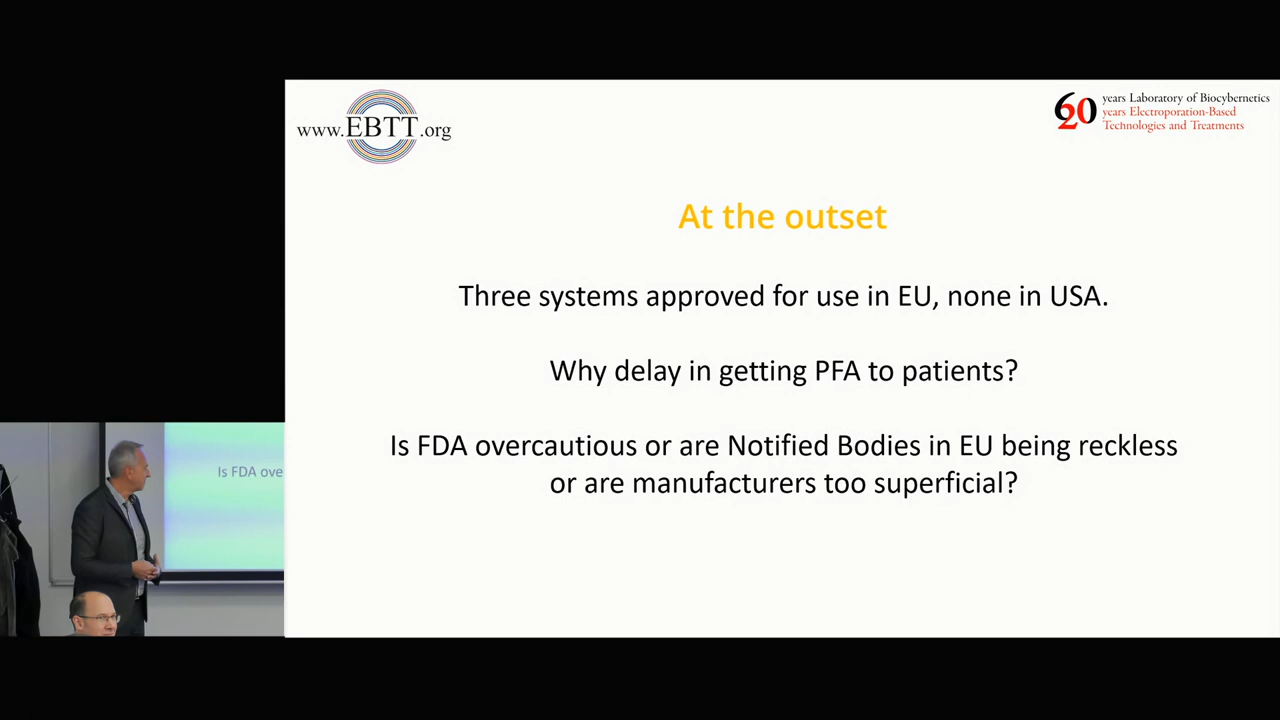 www.EBTT.org
60 years Laboratory of Biocybernetics
20 years Electroporation-Based
Technologies and Treatments
At the outset
Three systems approved for use in EU, none in USA.
Why delay in getting PFA to patients?
Is FDA overcautious or are Notified Bodies in EU being reckless
or are manufacturers too superficial?
Is FDA ove